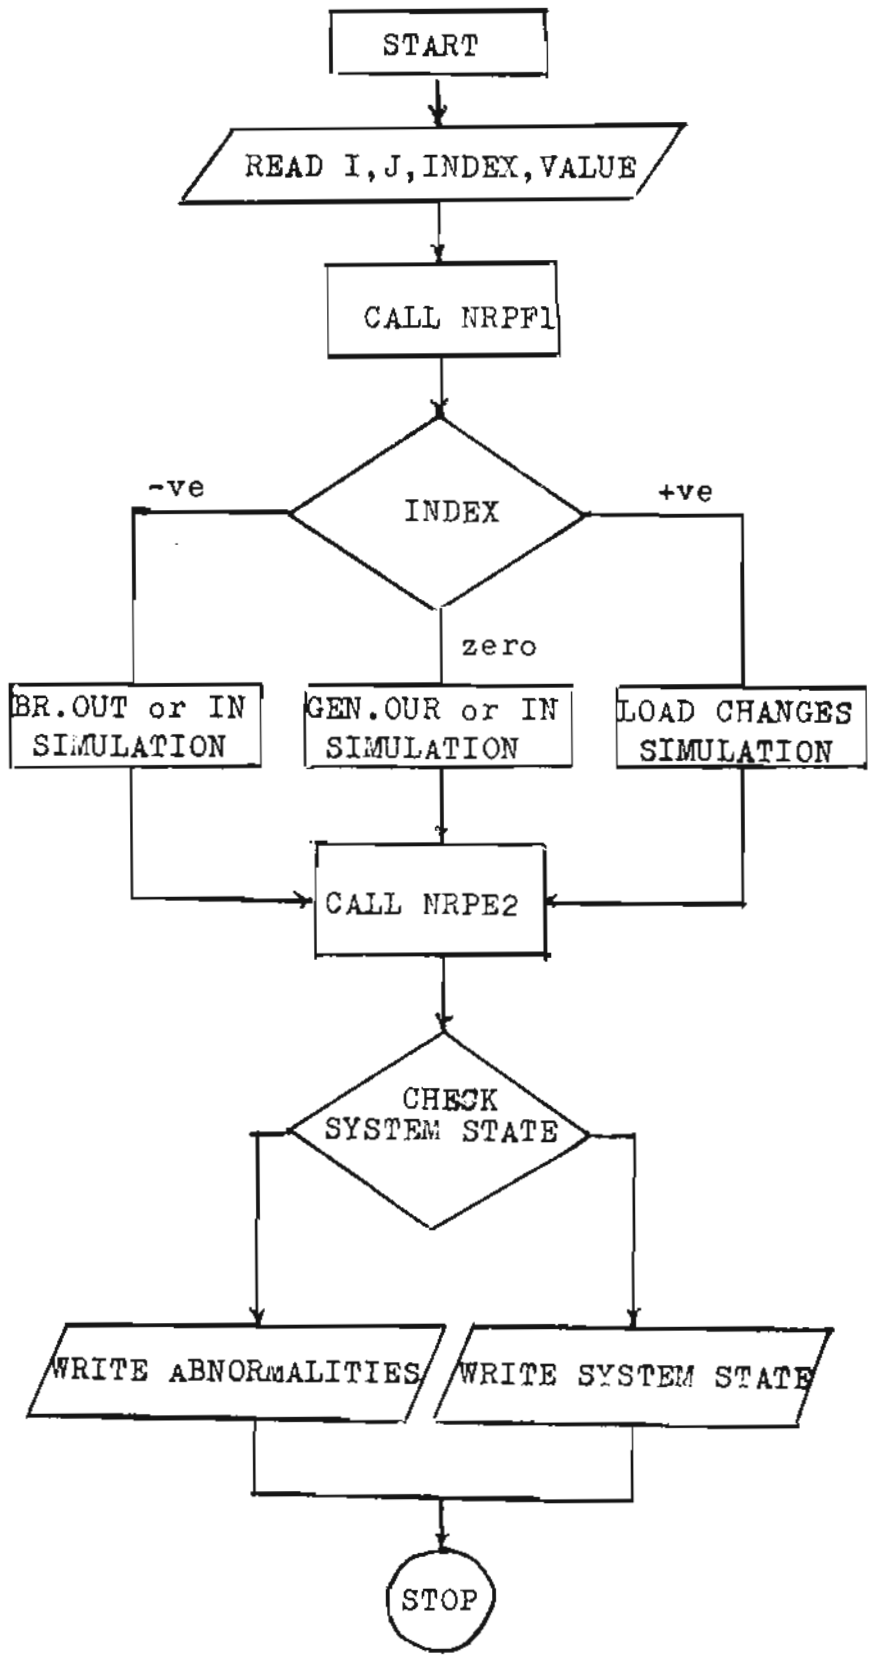 START
READ I,J,INDEX,VALUE
CALL NRPF1
-ve
+ve
INDEX
zero
BR.OUT or IN
SIMULATION
GEN.OUR or IN
SIMULATION
LOAD CHANGES
SIMULATION
CALL NRPE2
CHECK
SYSTEM STATE
WRITE ABNORMALITIES
WRITE SYSTEM STATE
STOP